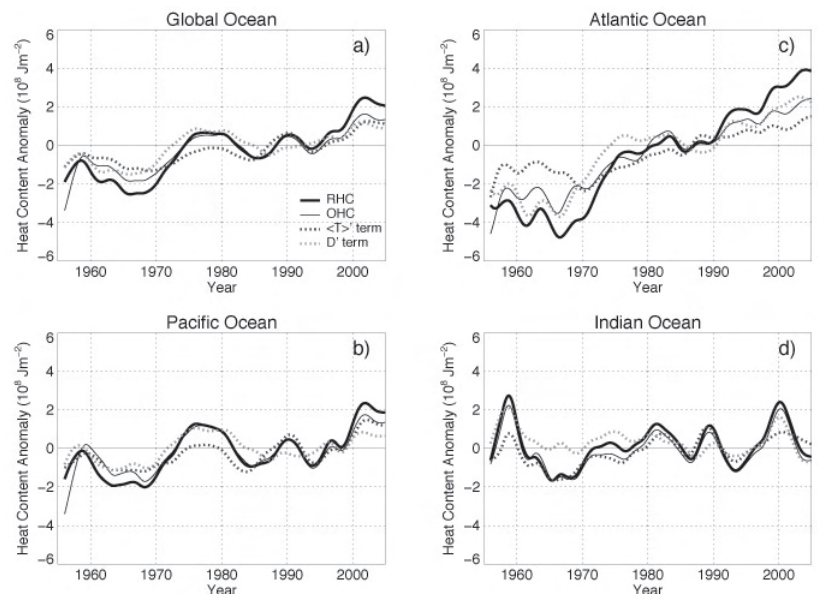 Global Ocean
a)
Heat Content Anomaly (10⁸ Jm⁻²)
6
4
2
0
−2
−4
−6
RHC
OHC
<T>' term
D' term
1960 1970 1980 1990 2000
Year
Atlantic Ocean
c)
Heat Content Anomaly (10⁸ Jm⁻²)
6
4
2
0
−2
−4
−6
1960 1970 1980 1990 2000
Year
Pacific Ocean
b)
Heat Content Anomaly (10⁸ Jm⁻²)
6
4
2
0
−2
−4
−6
1960 1970 1980 1990 2000
Year
Indian Ocean
d)
Heat Content Anomaly (10⁸ Jm⁻²)
6
4
2
0
−2
−4
−6
1960 1970 1980 1990 2000
Year